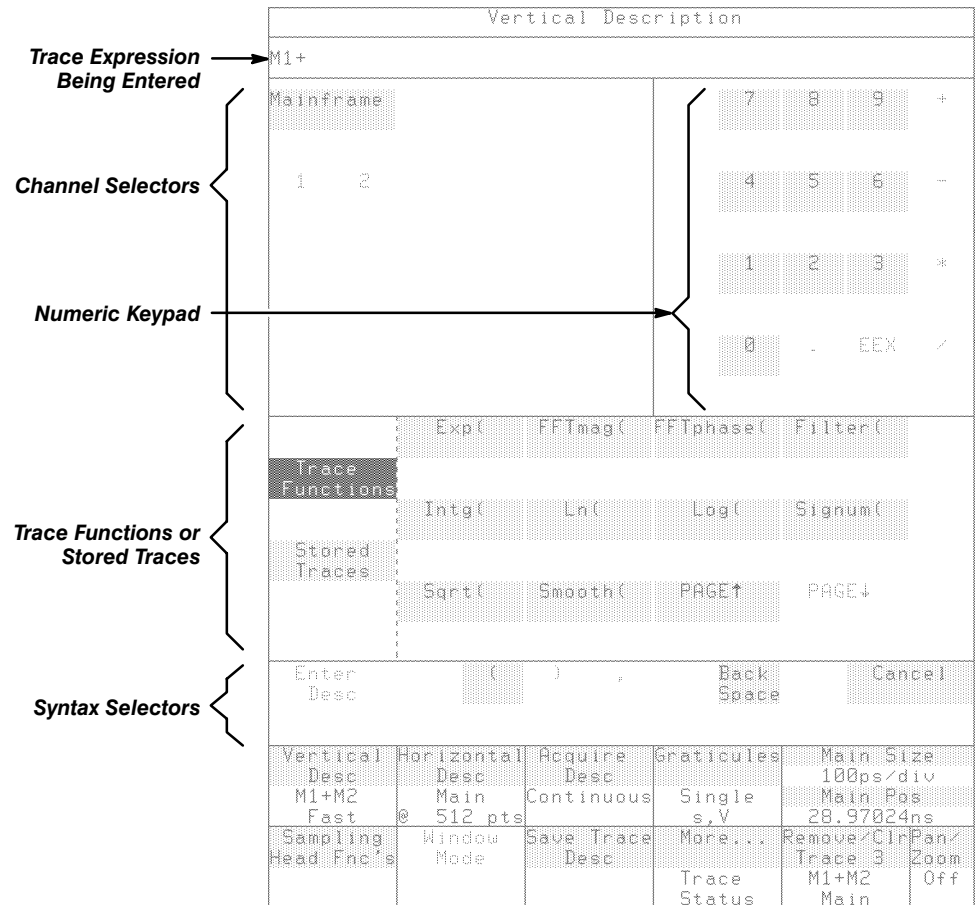 Vertical Description
Trace Expression
Being Entered
M1+
Mainframe
7 8 9 +
Channel Selectors
1 2
4 5 6 -
1 2 3 *
Numeric Keypad
0 . EEX /
Exp( FFTmag( FFTphase( Filter(
Trace
Functions
Intg( Ln( Log( Signum(
Trace Functions or
Stored Traces
Stored
Traces
Sqrt( Smooth( PAGE↑ PAGE↓
Enter
Desc
( ) ,
Back
Space
Cancel
Syntax Selectors
Vertical Horizontal Acquire Graticules Main Size
Desc Desc Desc 100ps/div
M1+M2 Main Continuous Single Main Pos
Fast @ 512 pts s,V 28.97024ns
Sampling Window Save Trace More... Remove/Clr Pan/
Head Fnc's Mode Desc Trace 3 Zoom
Trace M1+M2 Off
Status Main